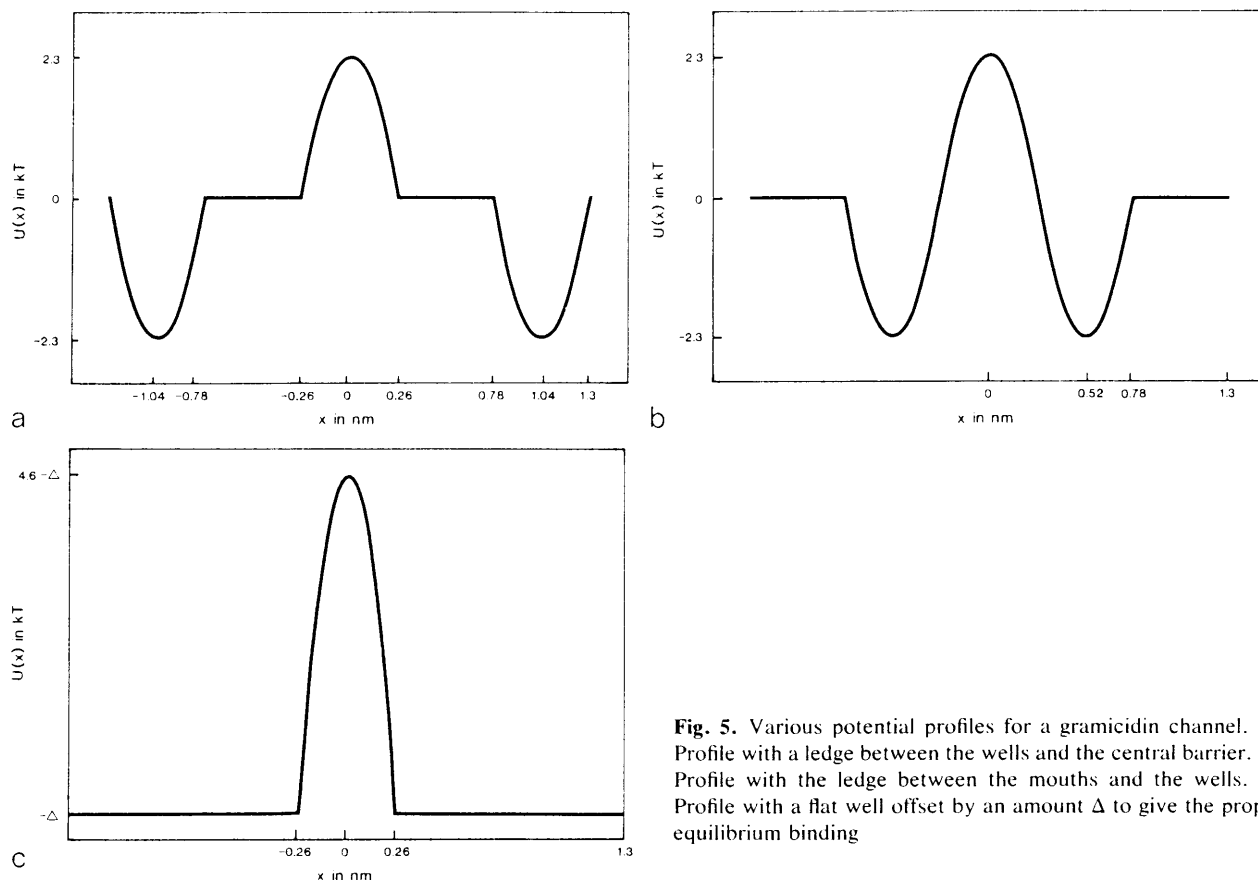 2.3
0
-2.3
U(x) in kT
-1.04 -0.78 -0.26 0 0.26 0.78 1.04 1.3
x in nm
a
2 3
0
-2.3
U(x) in kT
0 0.52 0.78 1.3
x in nm
b
4.6 -△
-△
U(x) in kT
-0.26 0 0.26 1.3
x in nm
c
Fig. 5. Various potential profiles for a gramicidin channel.
Profile with a ledge between the wells and the central barrier.
Profile with the ledge between the mouths and the wells.
Profile with a flat well offset by an amount Δ to give the prop
equilibrium binding